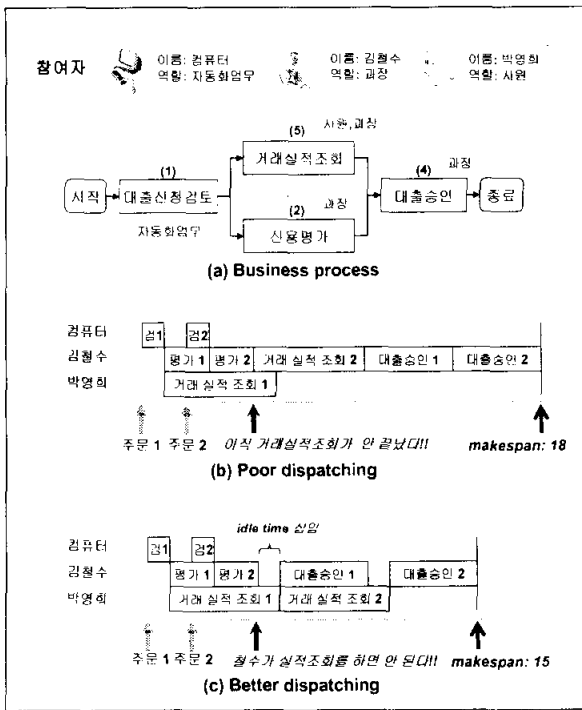 참여자
이름: 컴퓨터
역할: 자동화업무
이름: 김철수
역할: 과장
이름: 박영희
역할: 사원
(5) 사원,과장
거래실적조회
(1)
(4) 과장
시작
대출신청검토
대출승인
종료
자동화업무
(2) 과장
신용평가
(a) Business process
컴퓨터
검1
검2
김철수
평가 1
평가 2
거래 실적 조회 2
대출승인 1
대출승인 2
박영희
거래 실적 조회 1
주문 1
주문 2
아직 거래실적조회가 안 끝났다!!
makespan: 18
(b) Poor dispatching
idle time 삽입
컴퓨터
검1
검2
김철수
평가 1
평가 2
대출승인 1
대출승인 2
박영희
거래 실적 조회 1
거래 실적 조회 2
주문 1
주문 2
철수가 실적조회를 하면 안 된다!!
makespan: 15
(c) Better dispatching